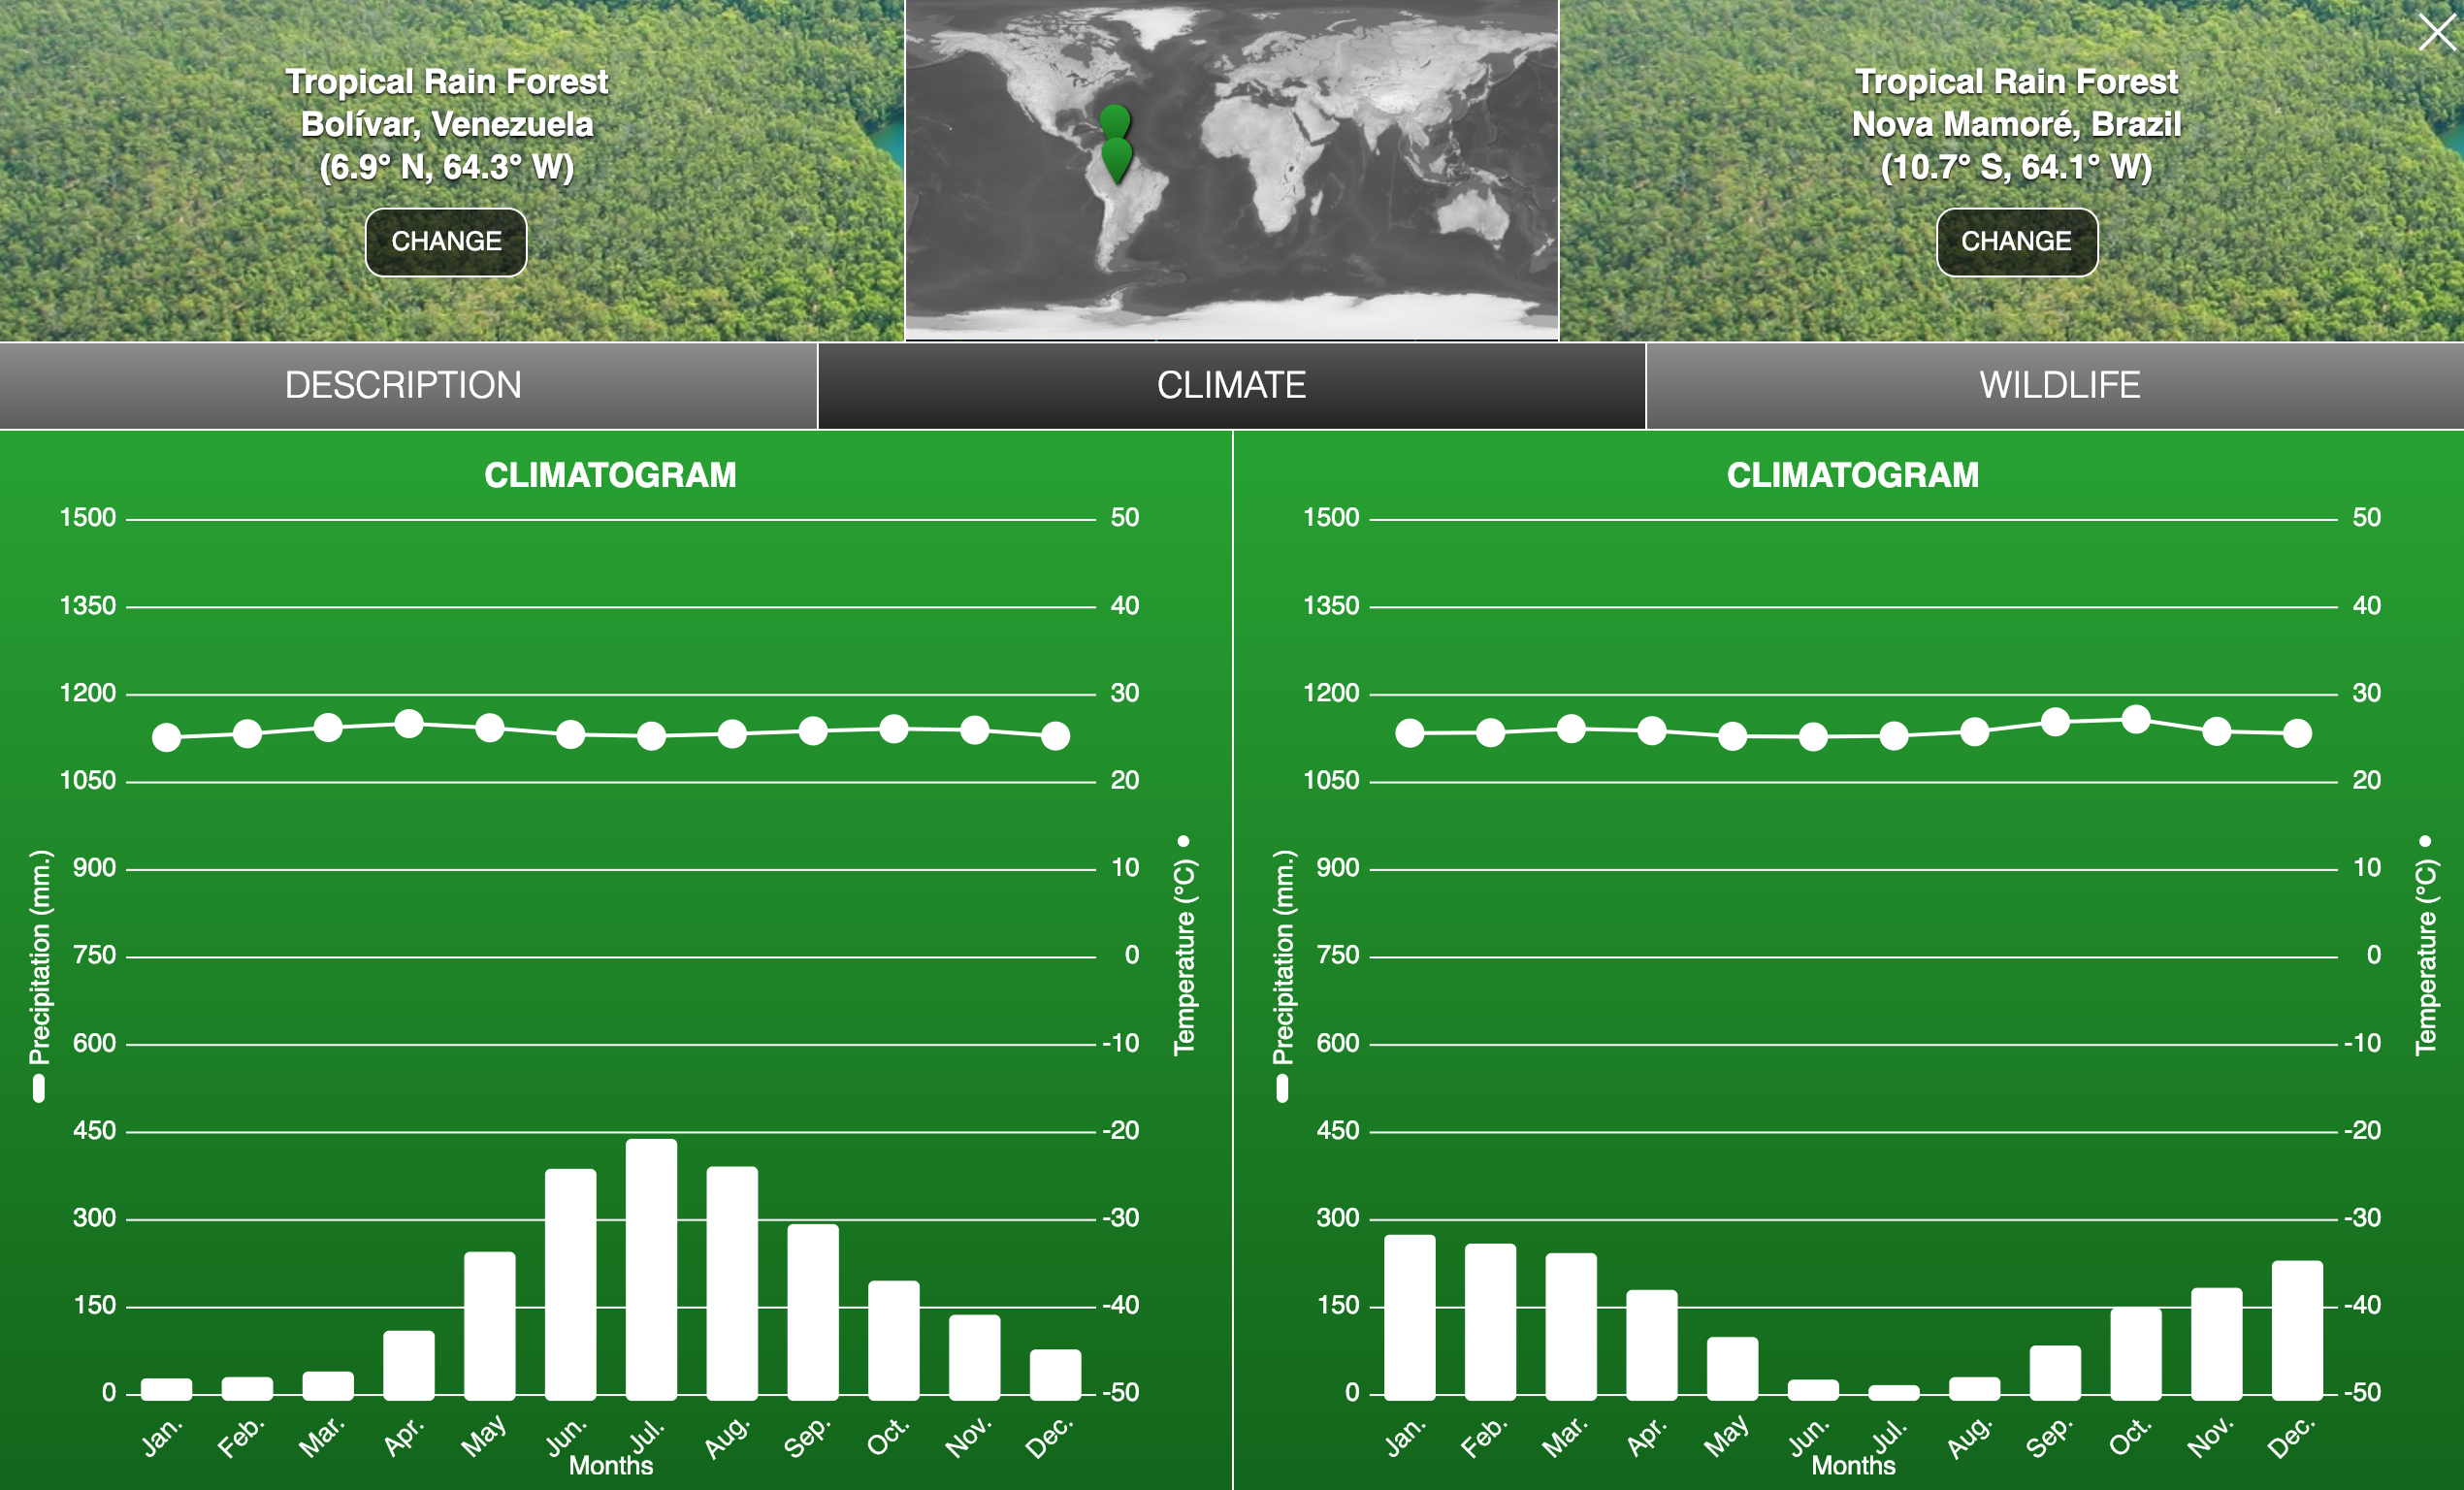 Tropical Rain Forest
Bolívar, Venezuela
(6.9° N, 64.3° W)
CHANGE
Tropical Rain Forest
Nova Mamoré, Brazil
(10.7° S, 64.1° W)
CHANGE
DESCRIPTION
CLIMATE
WILDLIFE
CLIMATOGRAM
1500
1350
1200
1050
900
750
600
450
300
150
0
Precipitation (mm.)
50
40
30
20
10
0
-10
-20
-30
-40
-50
Temperature (°C)
Jan.
Feb.
Mar.
Apr.
May
Jun.
Jul.
Aug.
Sep.
Oct.
Nov.
Dec.
Months
CLIMATOGRAM
1500
1350
1200
1050
900
750
600
450
300
150
0
Precipitation (mm.)
50
40
30
20
10
0
-10
-20
-30
-40
-50
Temperature (°C)
Jan.
Feb.
Mar.
Apr.
May
Jun.
Jul.
Aug.
Sep.
Oct.
Nov.
Dec.
Months